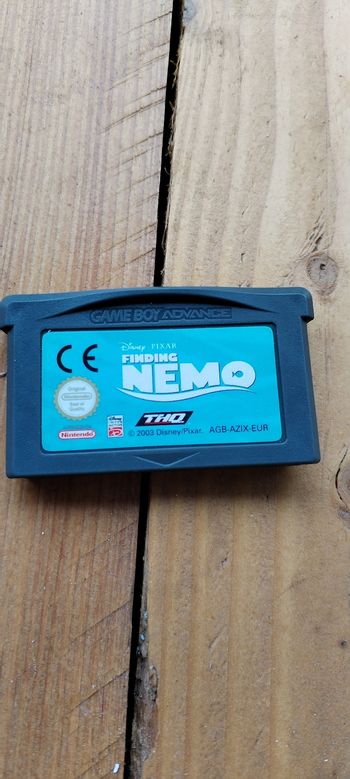 GAME BOY ADVANCE
CE
Disney · PIXAR
FINDING
NEMO
Original
Nintendo
Seal of
Quality
Nintendo
THQ
© 2003 Disney/Pixar. AGB-AZIX-EUR